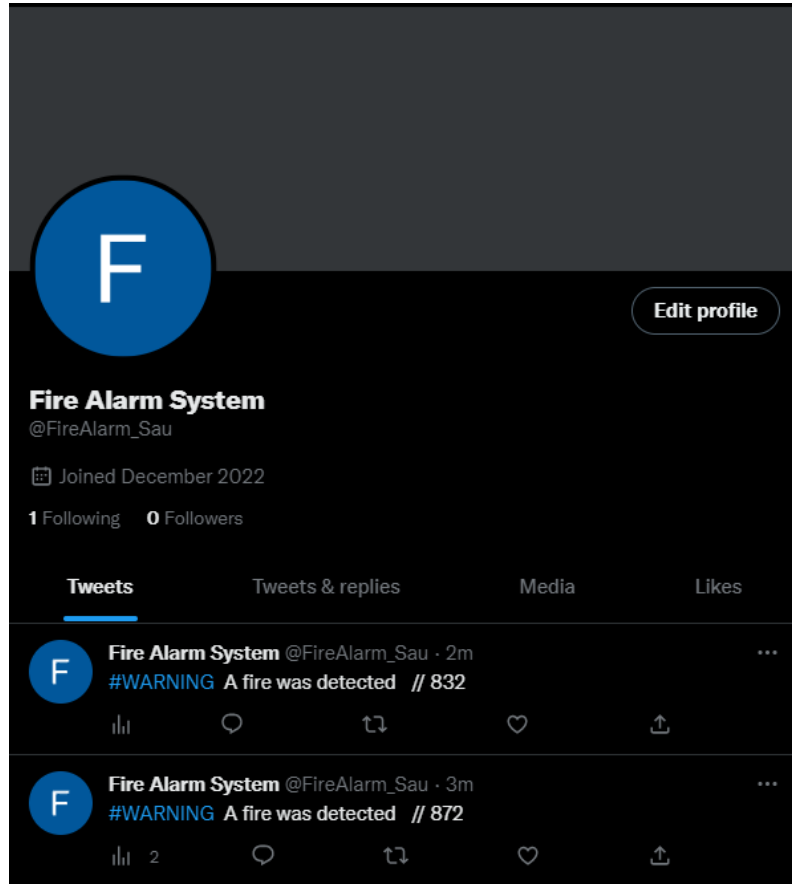 F
Edit profile
Fire Alarm System
@FireAlarm_Sau
Joined December 2022
1 Following 0 Followers
Tweets Tweets & replies Media Likes
F
Fire Alarm System @FireAlarm_Sau · 2m
#WARNING A fire was detected // 832
F
Fire Alarm System @FireAlarm_Sau · 3m
#WARNING A fire was detected // 872
2